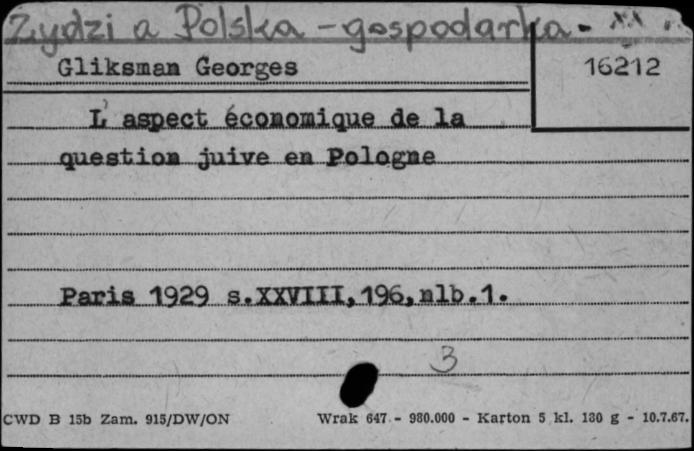 Zydzi a Polska - gospodarka -
Gliksman Georges
16212
L'aspect économique de la
question juive en Pologne
Paris 1929 s.XXVIII,196,nlb.1.
3
CWD B 15b Zam. 915/DW/ON Wrak 647 - 980.000 - Karton 5 kl. 180 g - 10.7.67.